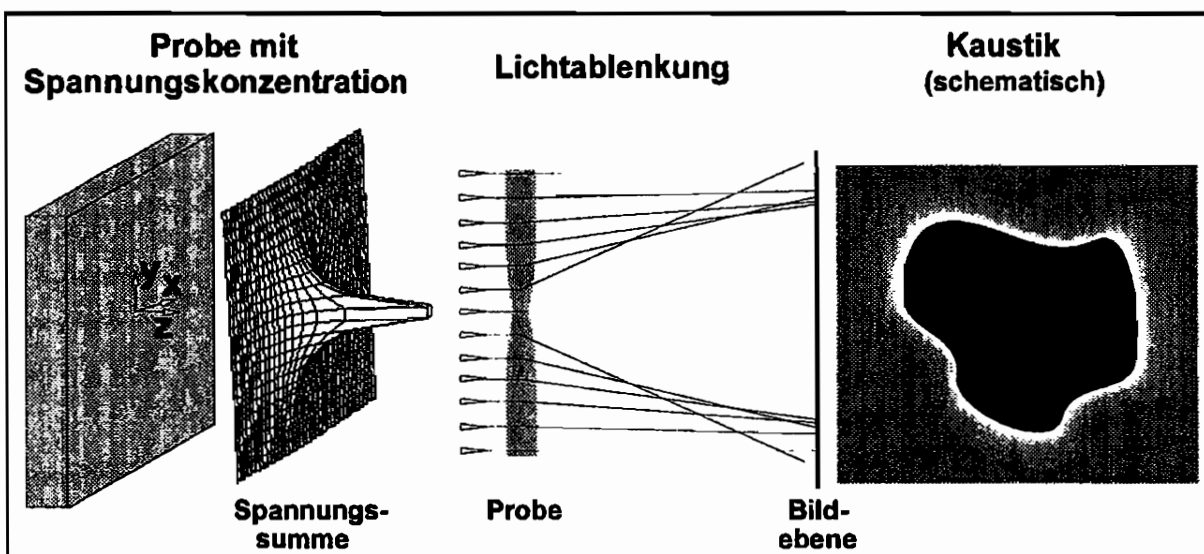 Probe mit
Spannungskonzentration
Lichtablenkung
Kaustik
(schematisch)
y
x
z
Spannungs-
summe
Probe
Bild-
ebene